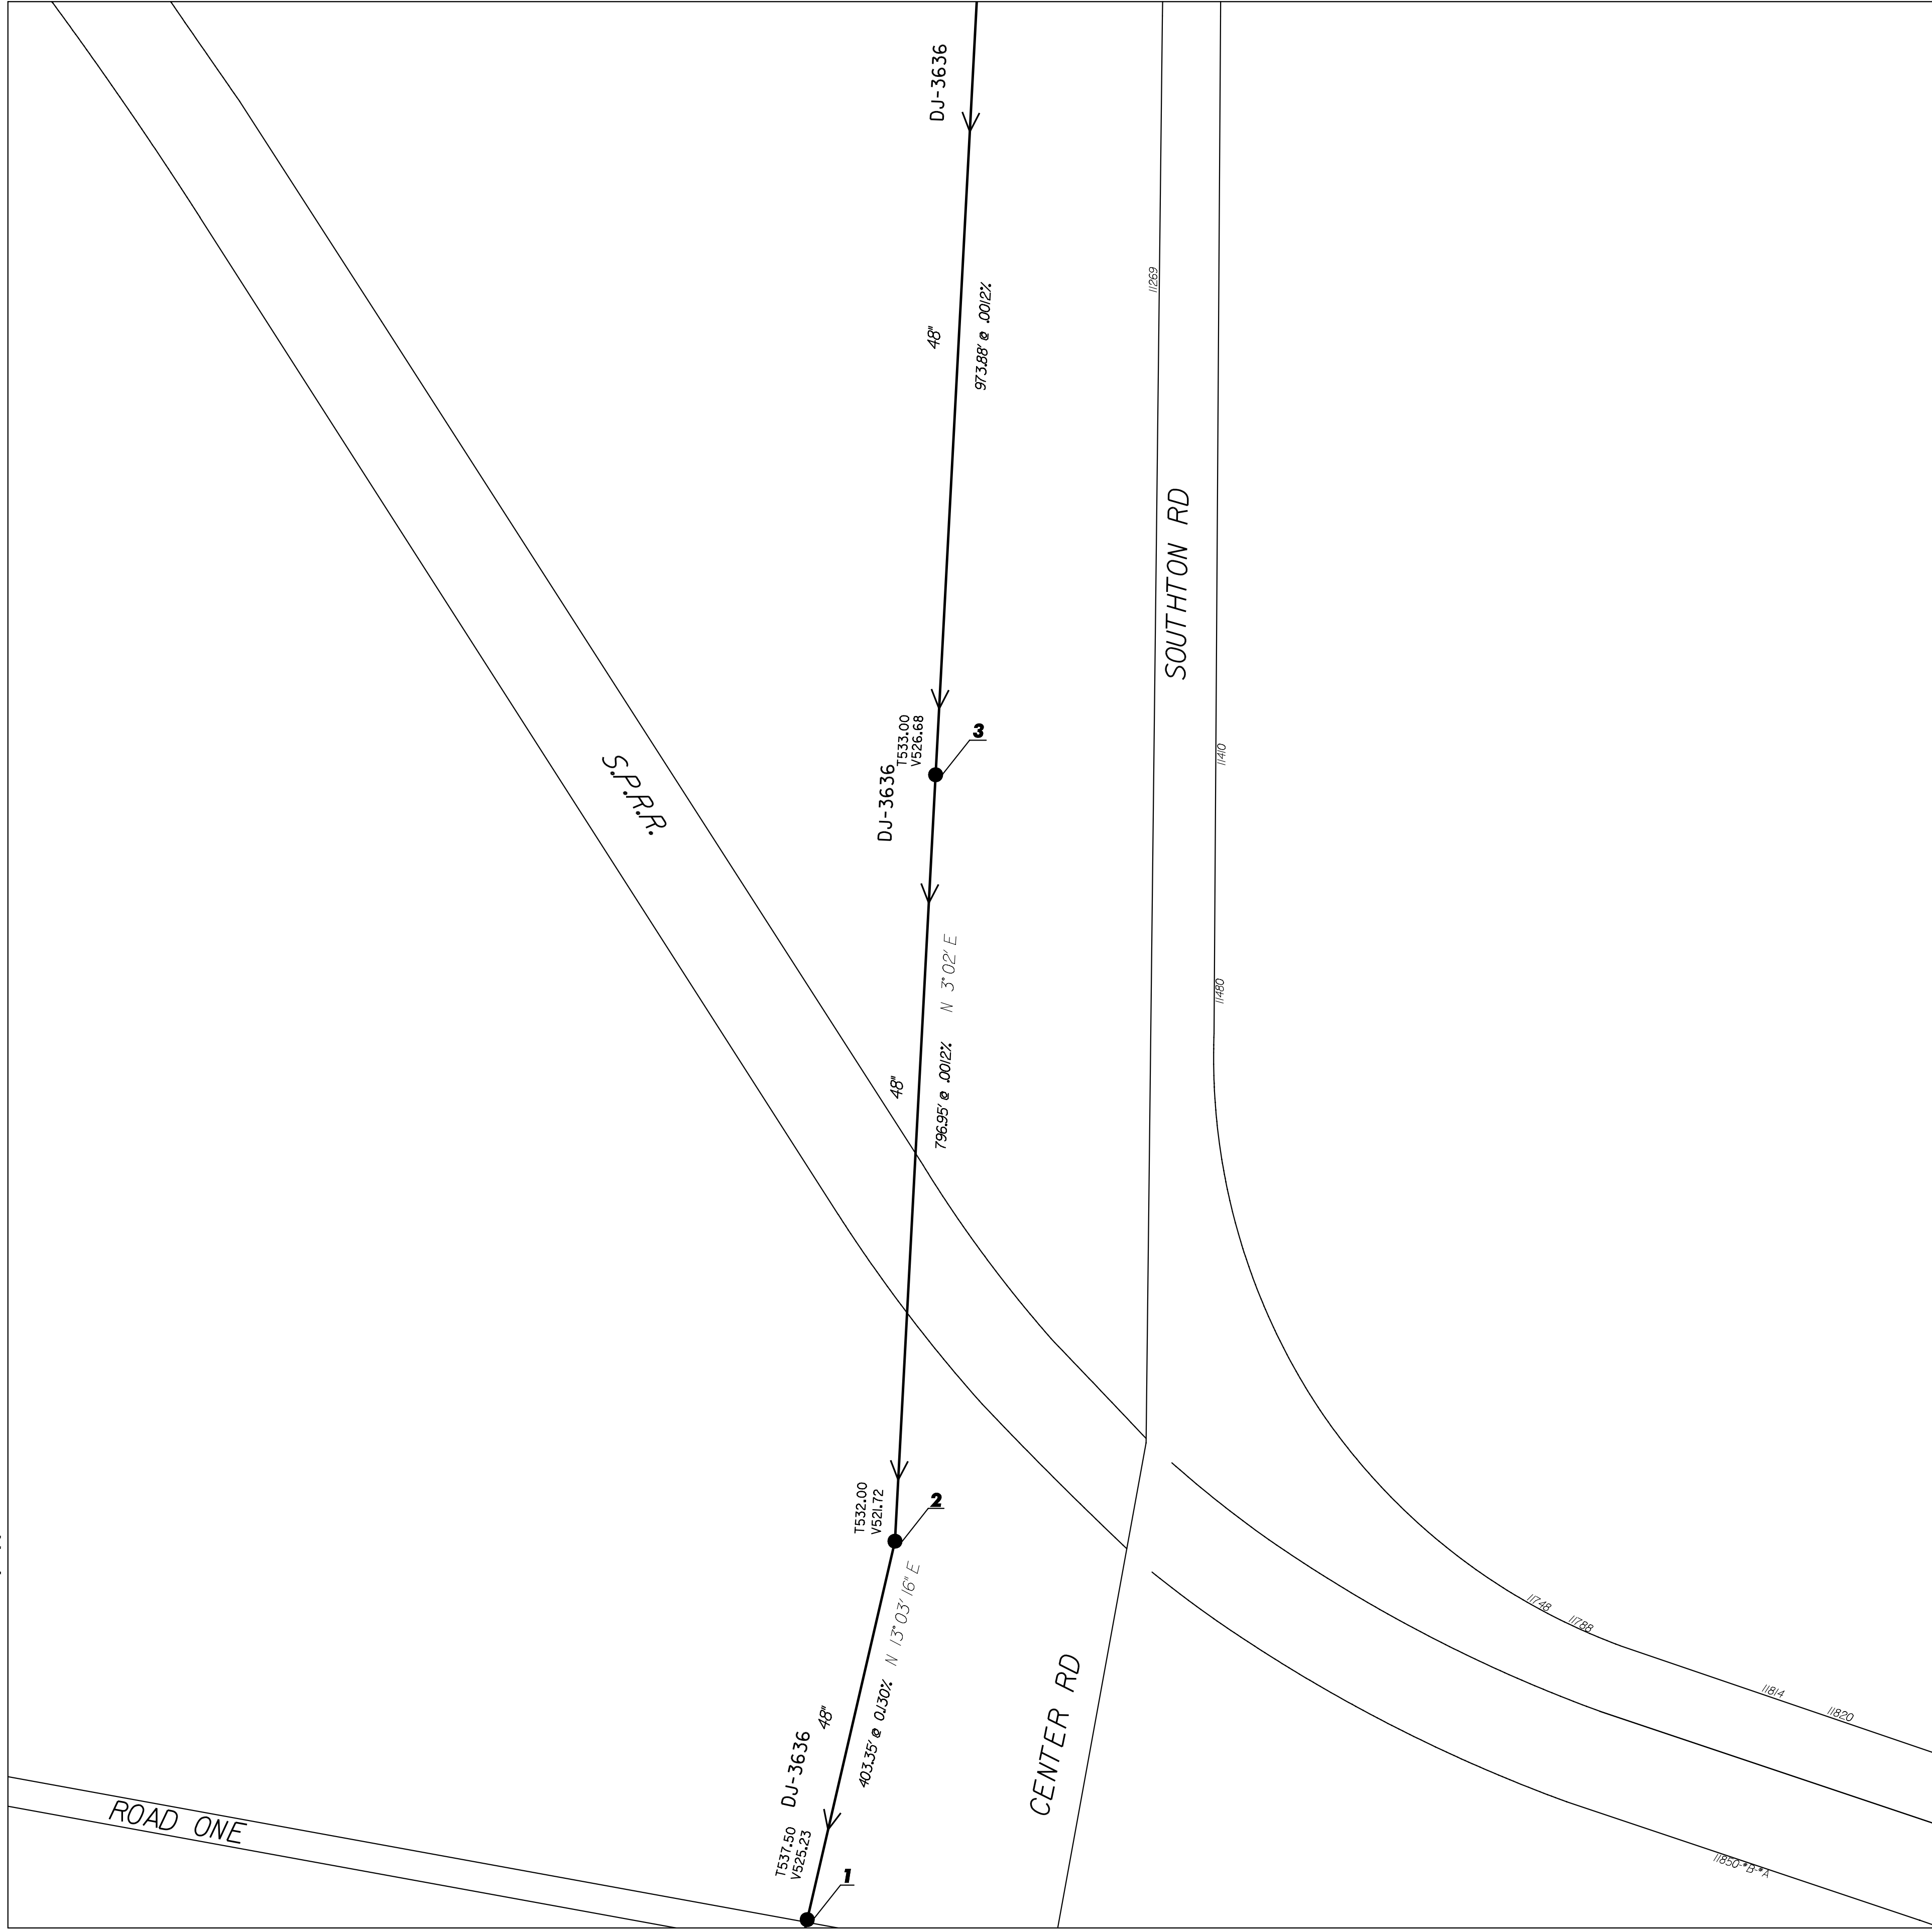 DJ-3636
11269
48"
973.88' @ .0012%
SOUTHTON RD
T533.00
V526.68
3
11410
S.P.R.R.
DJ-3636
N 3°02' E
11480
48"
796.95' @ .0012%
T532.00
V521.72
2
N 13°03'16" E
11748
11788
48"
403.35' @ 0.130%
DJ-3636
CENTER RD
11814
11820
ROAD ONE
T537.50
V525.23
1
11850-*B-*A